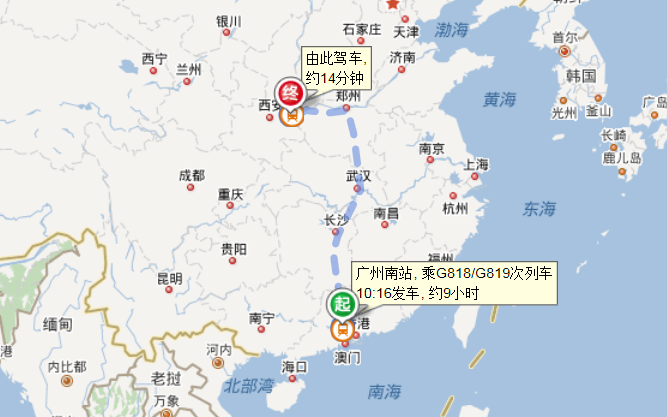 朝鲜
银川
石家庄
天津
渤海
首尔
由此驾车,
约14分钟
西宁
济南
兰州
韩国
终
郑州
黄海
西安
光州
釜山
广岛
长崎
南京
鹿儿岛
上海
成都
武汉
重庆
杭州
东海
长沙
南昌
贵阳
福州
广州南站, 乘G818/G819次列车
10:16发车, 约9小时
昆明
起
南宁
香港
缅甸
澳门
河内
内比都
海口
老挝
北部湾
南海
万象